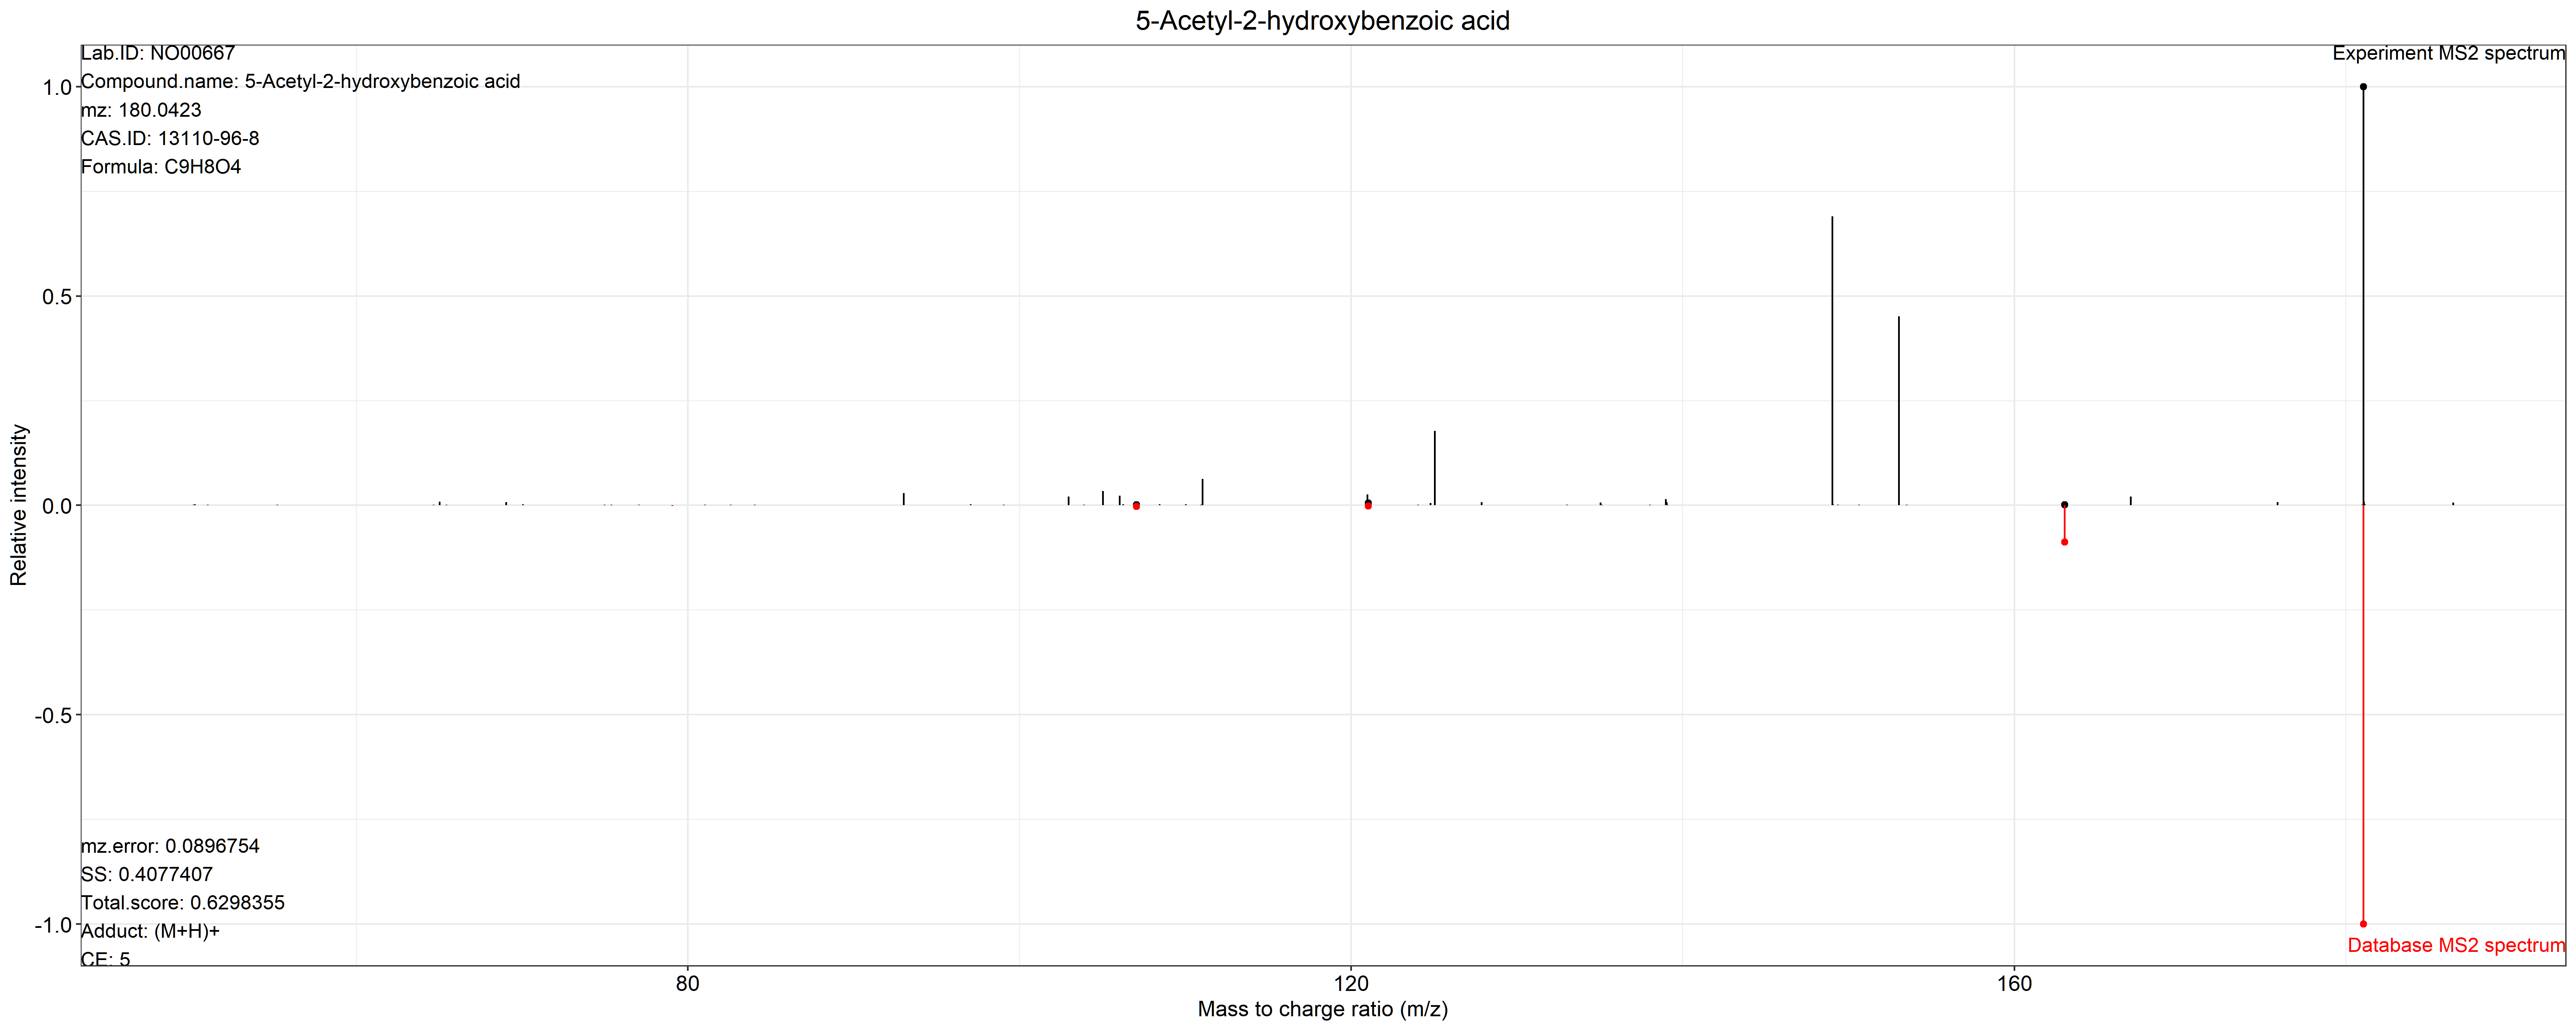 5-Acetyl-2-hydroxybenzoic acid
Lab.ID: NO00667
Experiment MS2 spectrum
Compound.name: 5-Acetyl-2-hydroxybenzoic acid
mz: 180.0423
CAS.ID: 13110-96-8
Formula: C9H8O4
1.0
0.5
0.0
-0.5
-1.0
Relative intensity
mz.error: 0.0896754
SS: 0.4077407
Total.score: 0.6298355
Adduct: (M+H)+
CE: 5
Database MS2 spectrum
80
120
160
Mass to charge ratio (m/z)